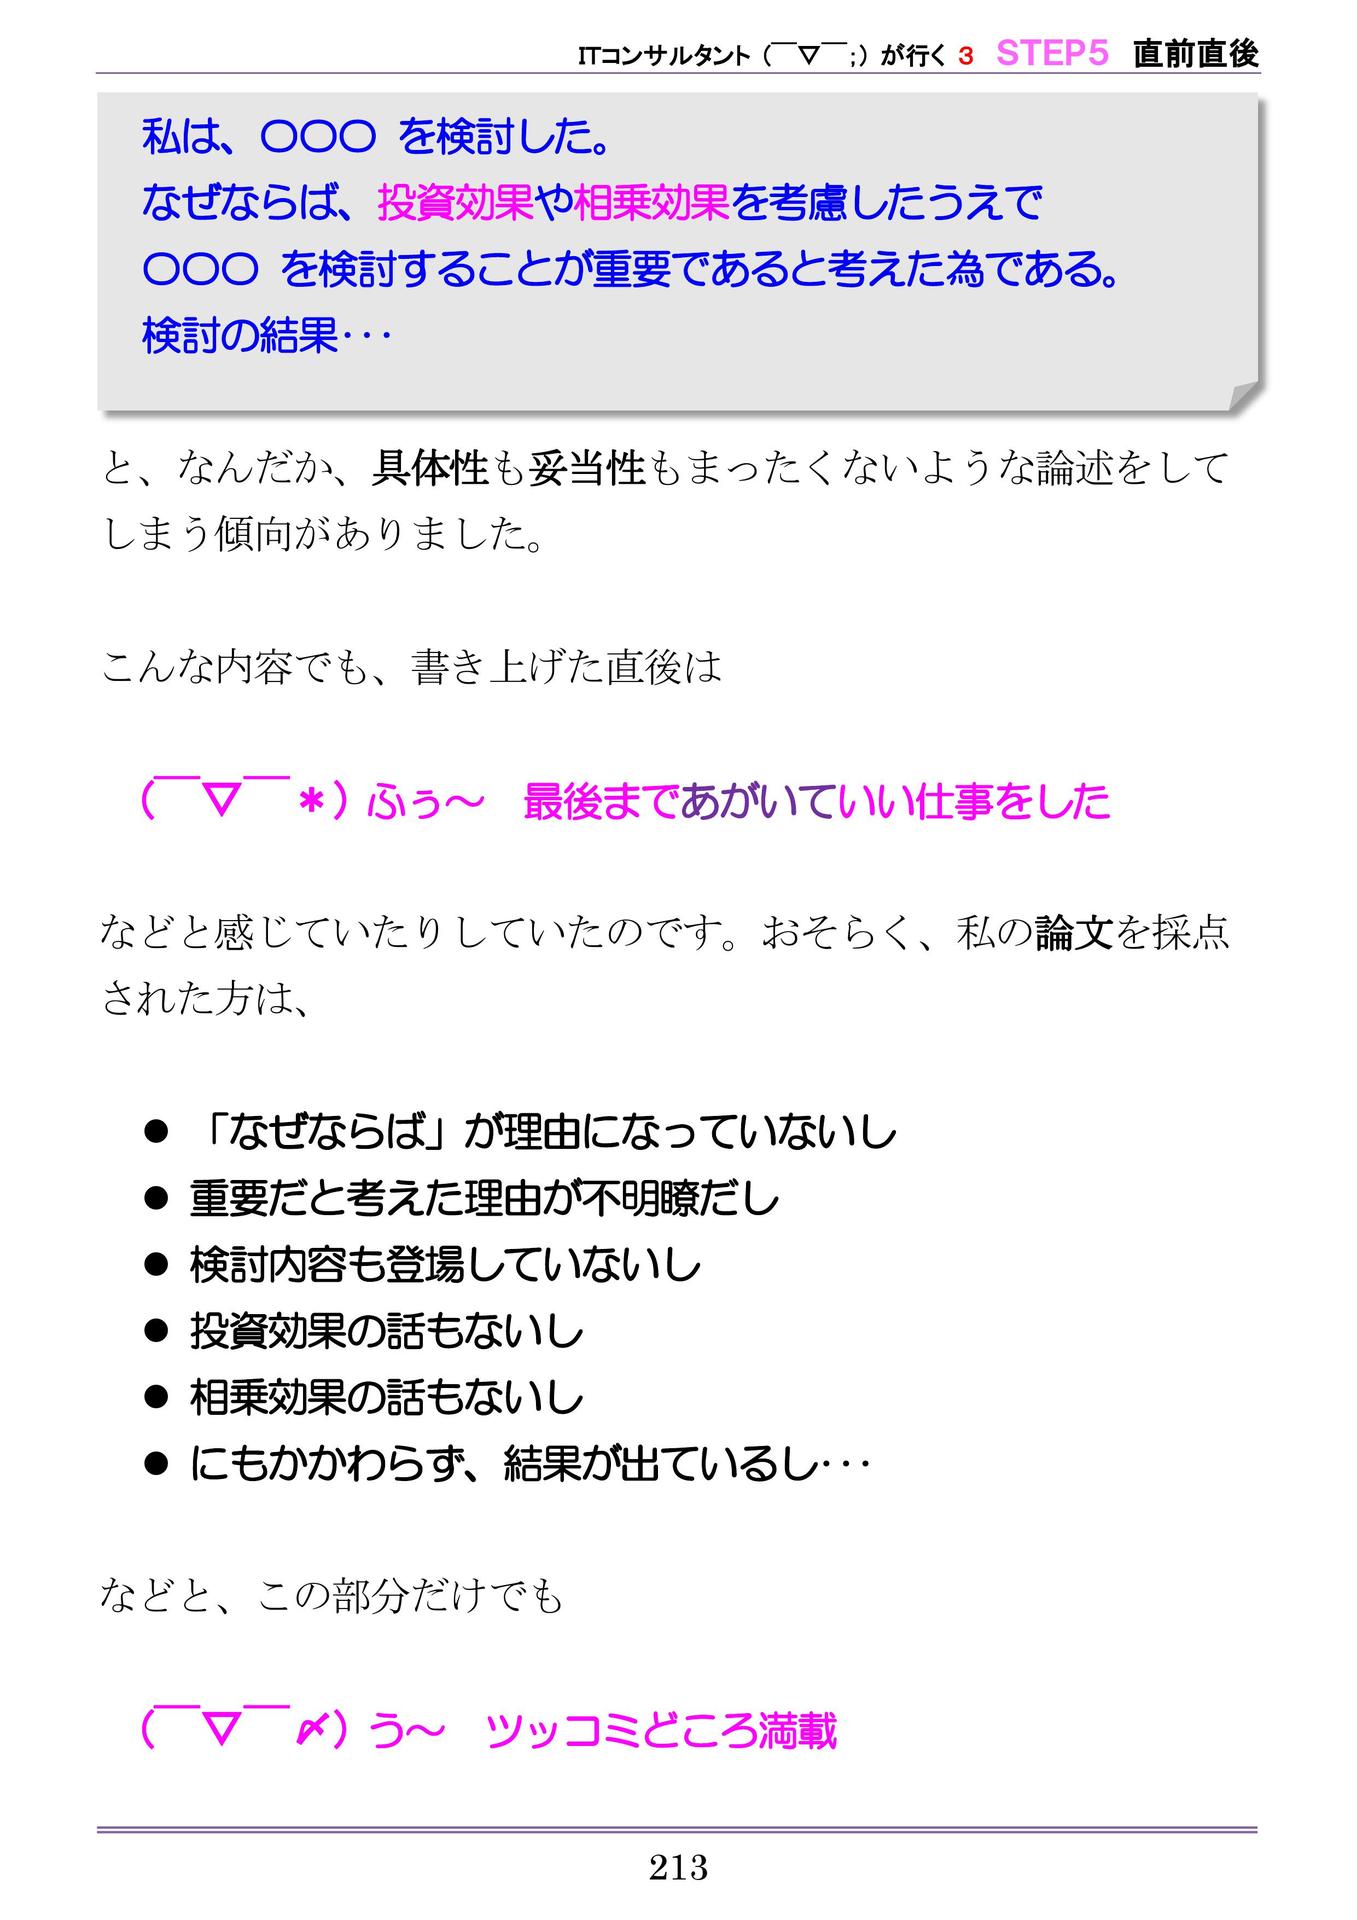 ITコンサルタント（￣▽￣;）が行く 3 STEP5 直前直後
私は、○○○ を検討した。
なぜならば、投資効果や相乗効果を考慮したうえで
○○○ を検討することが重要であると考えた為である。
検討の結果･･･
と、なんだか、具体性も妥当性もまったくないような論述をして
しまう傾向がありました。
こんな内容でも、書き上げた直後は
（￣▽￣＊）ふぅ～　最後まであがいていい仕事をした
などと感じていたりしていたのです。おそらく、私の論文を採点
された方は、
● 「なぜならば」が理由になっていないし
● 重要だと考えた理由が不明瞭だし
● 検討内容も登場していないし
● 投資効果の話もないし
● 相乗効果の話もないし
● にもかかわらず、結果が出ているし･･･
などと、この部分だけでも
（￣▽￣〆）う～　ツッコミどころ満載
213